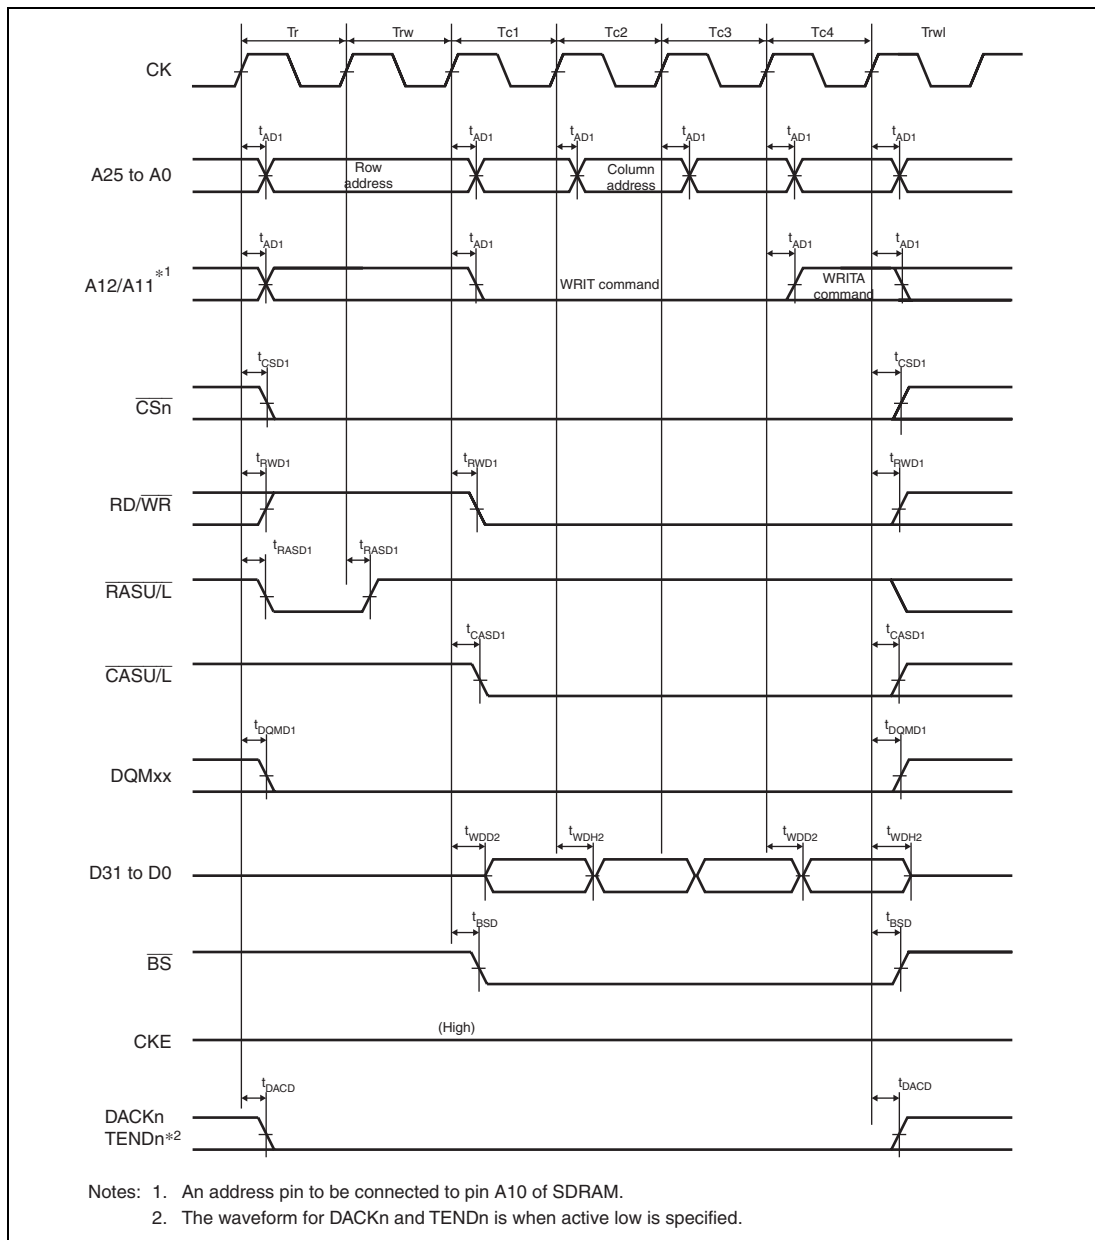 Tr Trw Tc1 Tc2 Tc3 Tc4 Trwl
CK
tAD1 tAD1 tAD1 tAD1 tAD1 tAD1
A25 to A0
Row
address
Column
address
tAD1 tAD1 tAD1 tAD1
A12/A11*1
WRIT command
WRITA
command
tCSD1 tCSD1
CSn
tRWD1 tRWD1 tRWD1
RD/WR
tRASD1 tRASD1
RASU/L
tCASD1 tCASD1
CASU/L
tDQMD1 tDQMD1
DQMxx
tWDD2 tWDH2 tWDD2 tWDH2
D31 to D0
tBSD tBSD
BS
(High)
CKE
tDACD tDACD
DACKn
TENDn*2
Notes: 1. An address pin to be connected to pin A10 of SDRAM.
2. The waveform for DACKn and TENDn is when active low is specified.